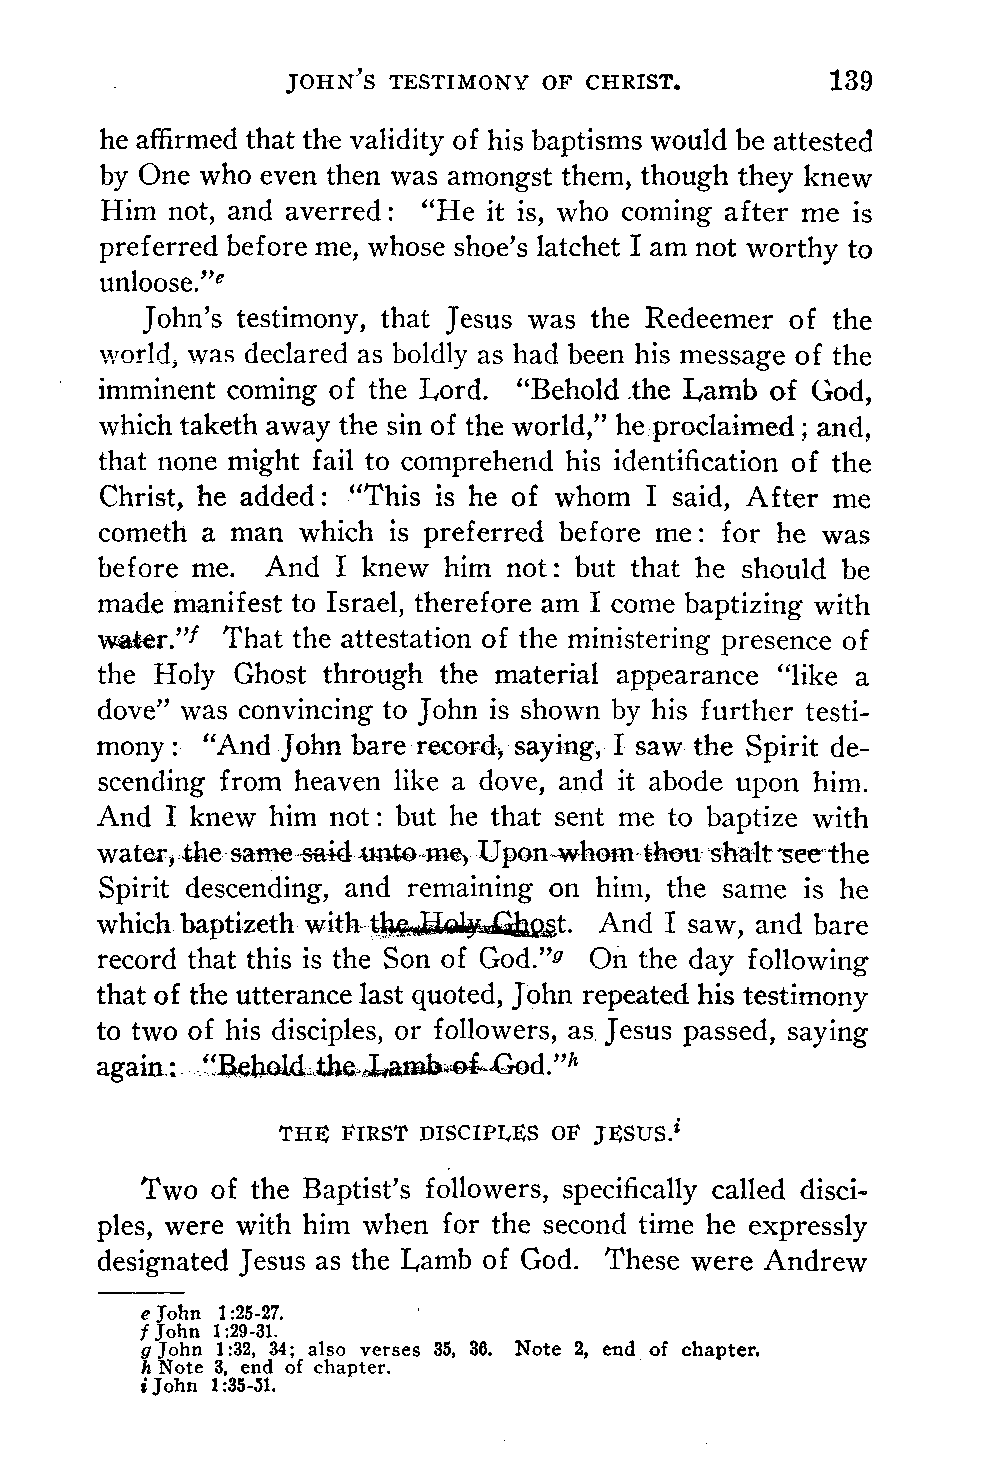 JOHN'S TESTIMONY OF CHRIST. 139
he affirmed that the validity of his baptisms would be attested
by One who even then was amongst them, though they knew
Him not, and averred: "He it is, who coming after me is
preferred before me, whose shoe's latchet I am not worthy to
unloose."e
John's testimony, that Jesus was the Redeemer of the
world, was declared as boldly as had been his message of the
imminent coming of the Lord. "Behold the Lamb of God,
which taketh away the sin of the world," he proclaimed; and,
that none might fail to comprehend his identification of the
Christ, he added: "This is he of whom I said, After me
cometh a man which is preferred before me: for he was
before me. And I knew him not: but that he should be
made manifest to Israel, therefore am I come baptizing with
water."f That the attestation of the ministering presence of
the Holy Ghost through the material appearance "like a
dove" was convincing to John is shown by his further testi-
mony: "And John bare record, saying, I saw the Spirit de-
scending from heaven like a dove, and it abode upon him.
And I knew him not: but he that sent me to baptize with
water, the same said unto me, Upon whom thou shalt see the
Spirit descending, and remaining on him, the same is he
which baptizeth with the Holy Ghost. And I saw, and bare
record that this is the Son of God."g On the day following
that of the utterance last quoted, John repeated his testimony
to two of his disciples, or followers, as Jesus passed, saying
again: "Behold the Lamb of God."h
THE FIRST DISCIPLES OF JESUS.i
Two of the Baptist's followers, specifically called disci-
ples, were with him when for the second time he expressly
designated Jesus as the Lamb of God. These were Andrew
e John 1:25-27.
f John 1:29-31.
g John 1:32, 34; also verses 35, 36. Note 2, end of chapter.
h Note 3, end of chapter.
i John 1:35-51.